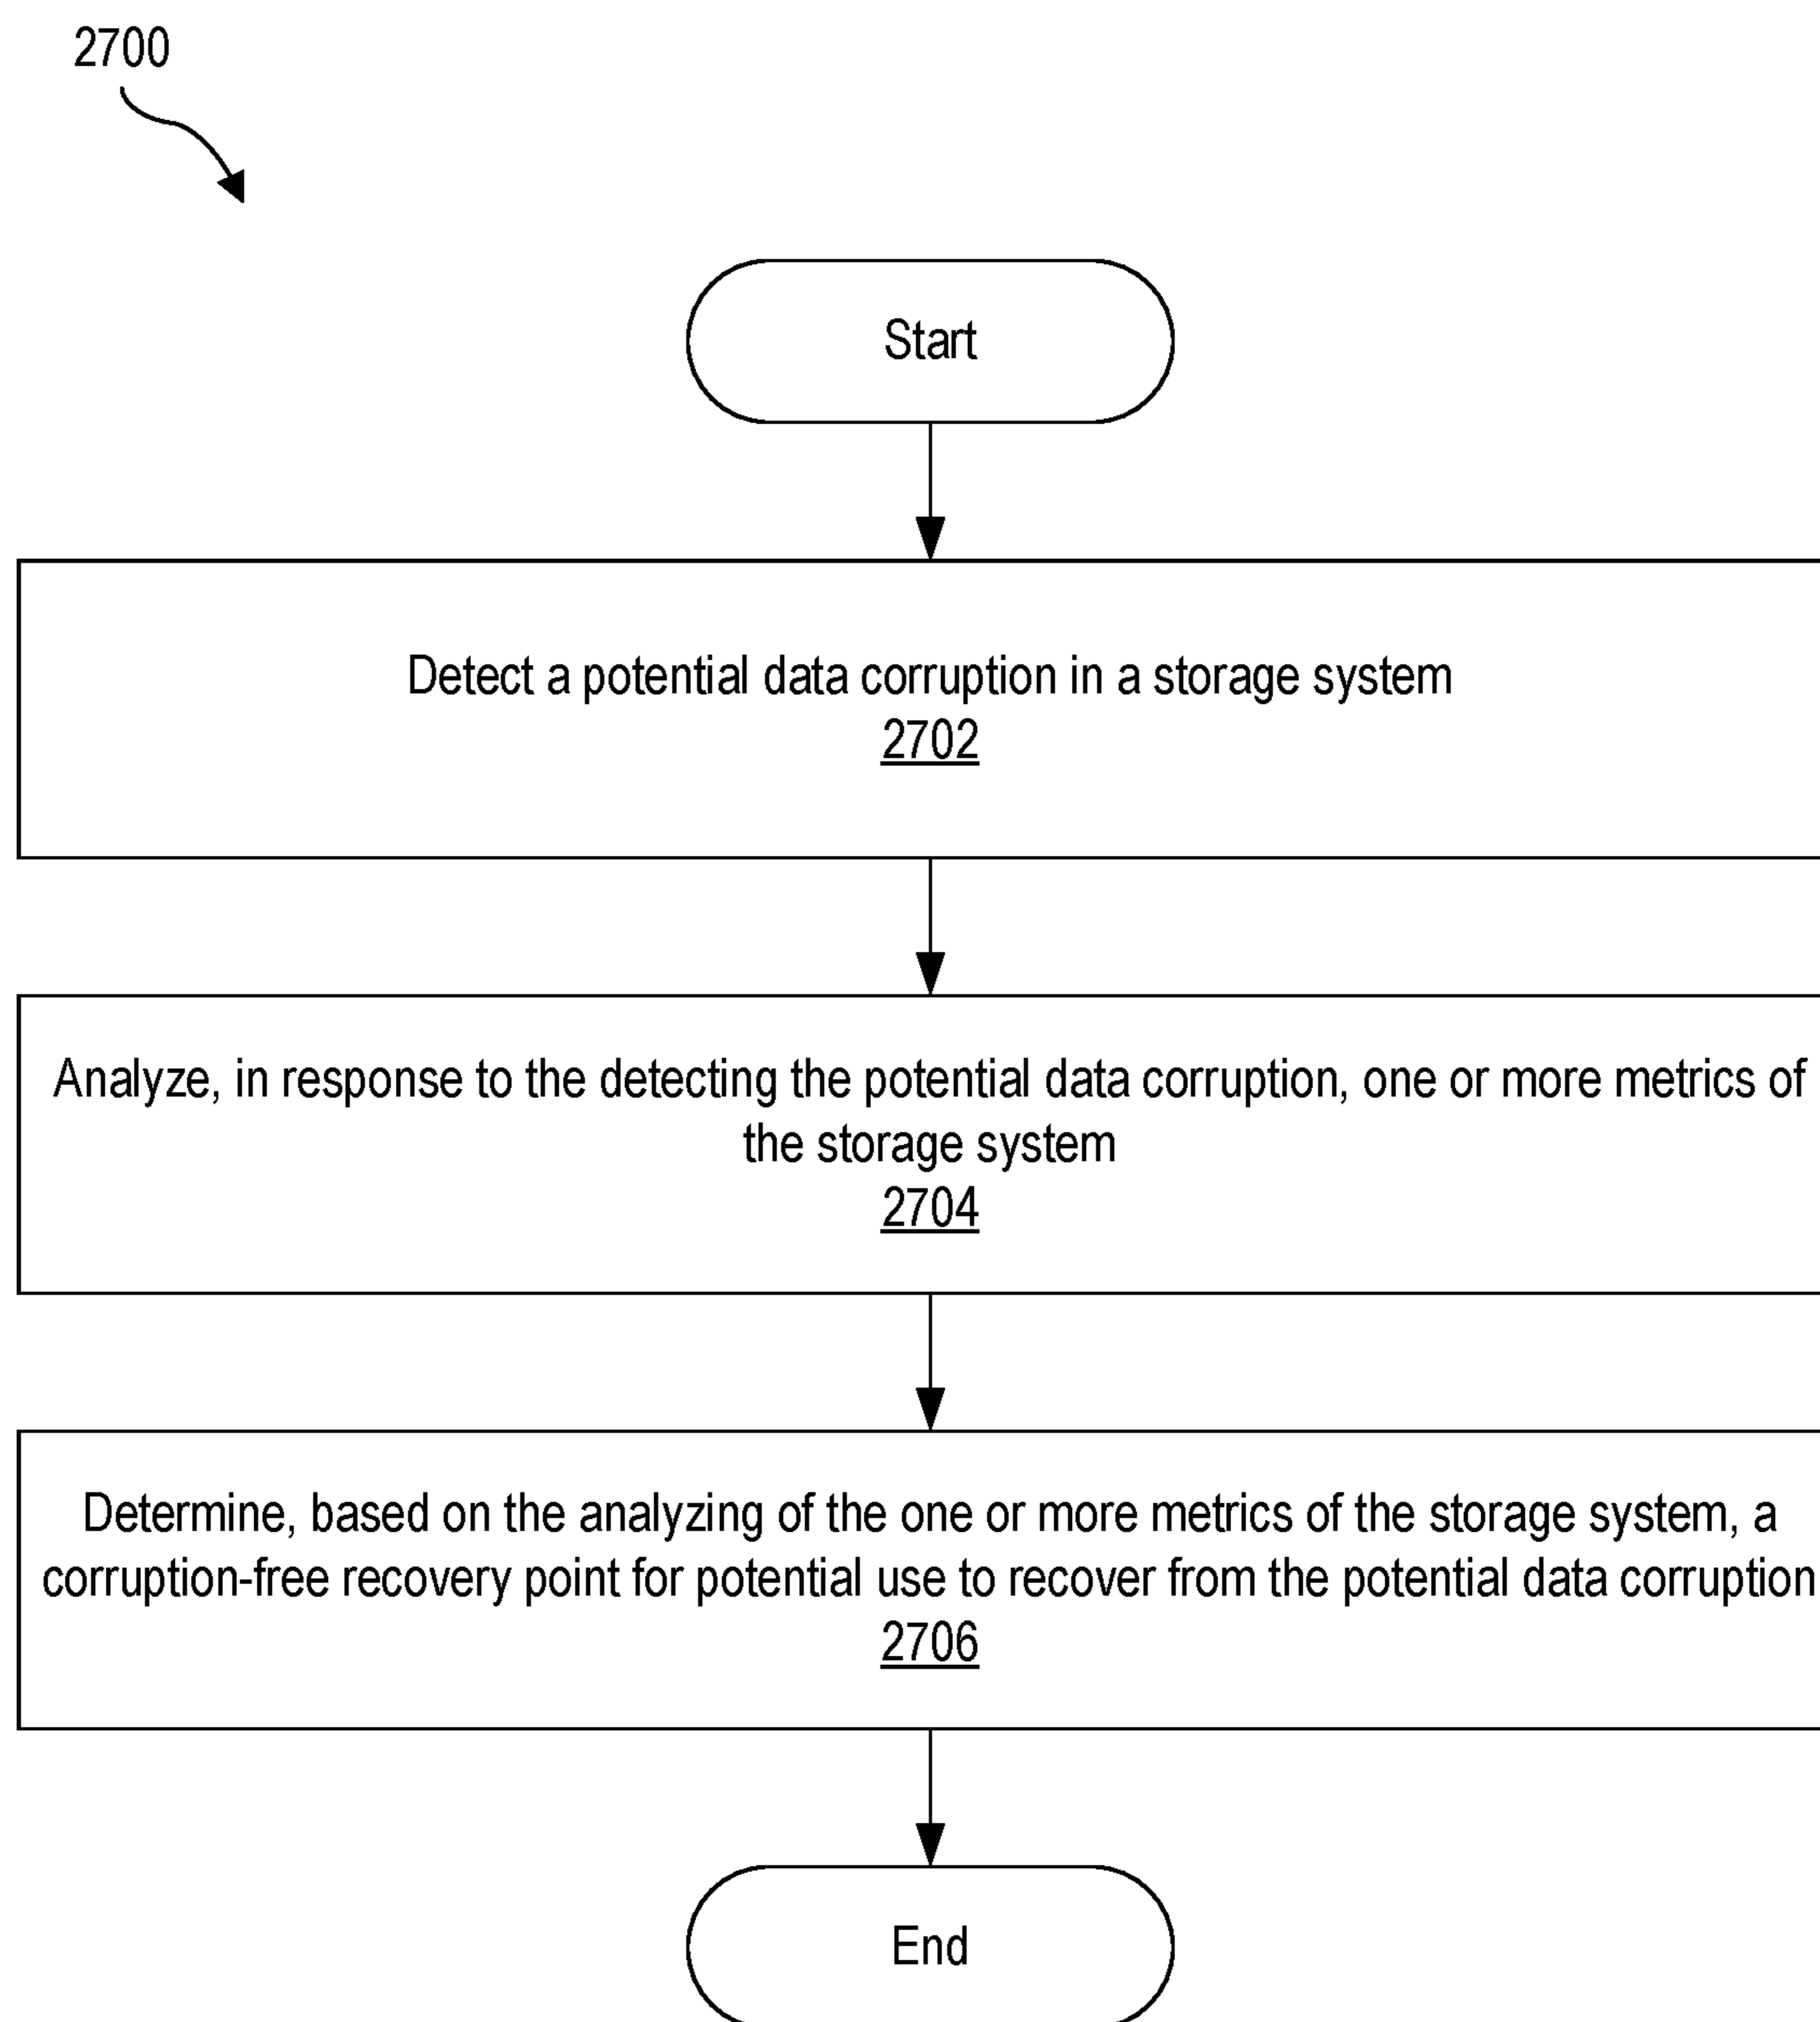 2700
Start
Detect a potential data corruption in a storage system
2702
Analyze, in response to the detecting the potential data corruption, one or more metrics of
the storage system
2704
Determine, based on the analyzing of the one or more metrics of the storage system, a
corruption-free recovery point for potential use to recover from the potential data corruption
2706
End